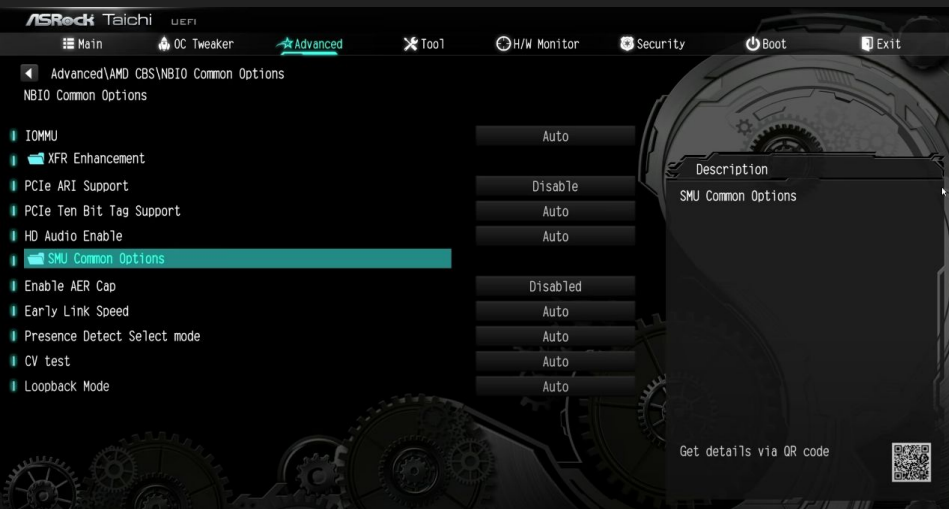 ASRock Taichi UEFI
Main OC Tweaker Advanced Tool H/W Monitor Security Boot Exit
Advanced\AMD CBS\NBIO Common Options
NBIO Common Options
IOMMU Auto
XFR Enhancement
Description
PCIe ARI Support Disable
SMU Common Options
PCIe Ten Bit Tag Support Auto
HD Audio Enable Auto
SMU Common Options
Enable AER Cap Disabled
Early Link Speed Auto
Presence Detect Select mode Auto
CV test Auto
Loopback Mode Auto
Get details via QR code